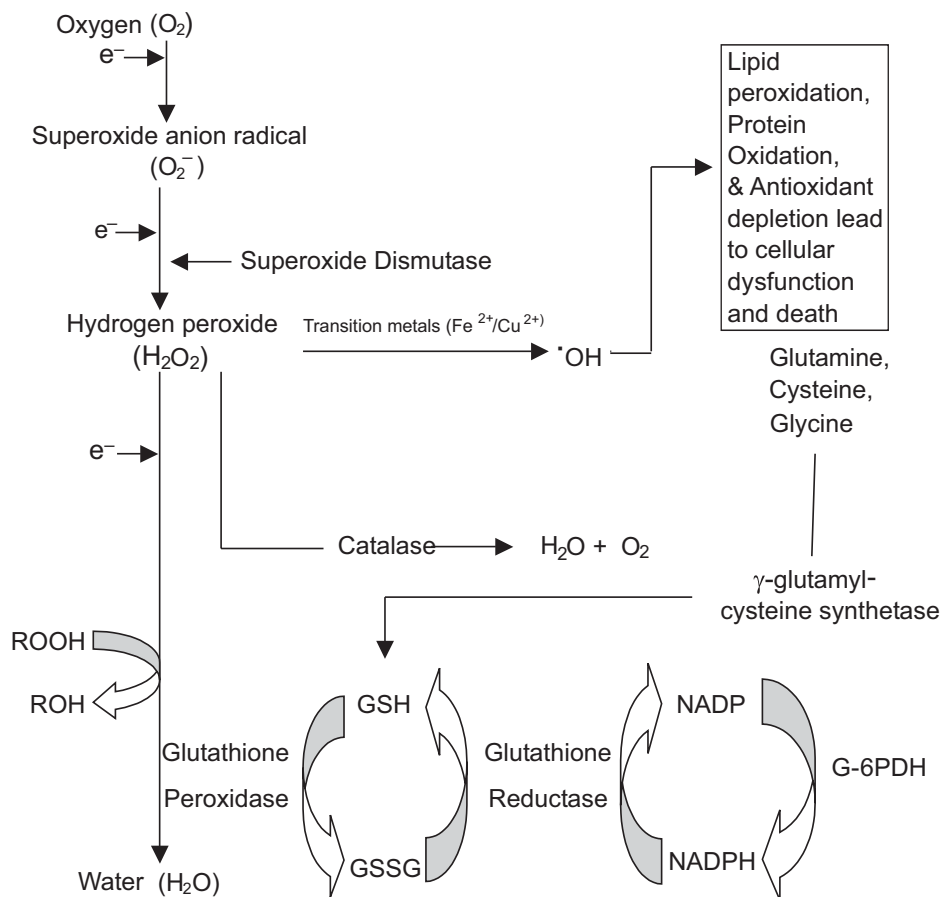 Oxygen (O₂)
e⁻
Superoxide anion radical
(O₂⁻)
e⁻
Superoxide Dismutase
Hydrogen peroxide
(H₂O₂)
Transition metals (Fe ²⁺/Cu ²⁺)
˙OH
Lipid
peroxidation,
Protein
Oxidation,
& Antioxidant
depletion lead
to cellular
dysfunction
and death
Glutamine,
Cysteine,
Glycine
e⁻
Catalase
H₂O + O₂
γ-glutamyl-
cysteine synthetase
ROOH
ROH
GSH
NADP
Glutathione
Peroxidase
Glutathione
Reductase
G-6PDH
GSSG
NADPH
Water (H₂O)